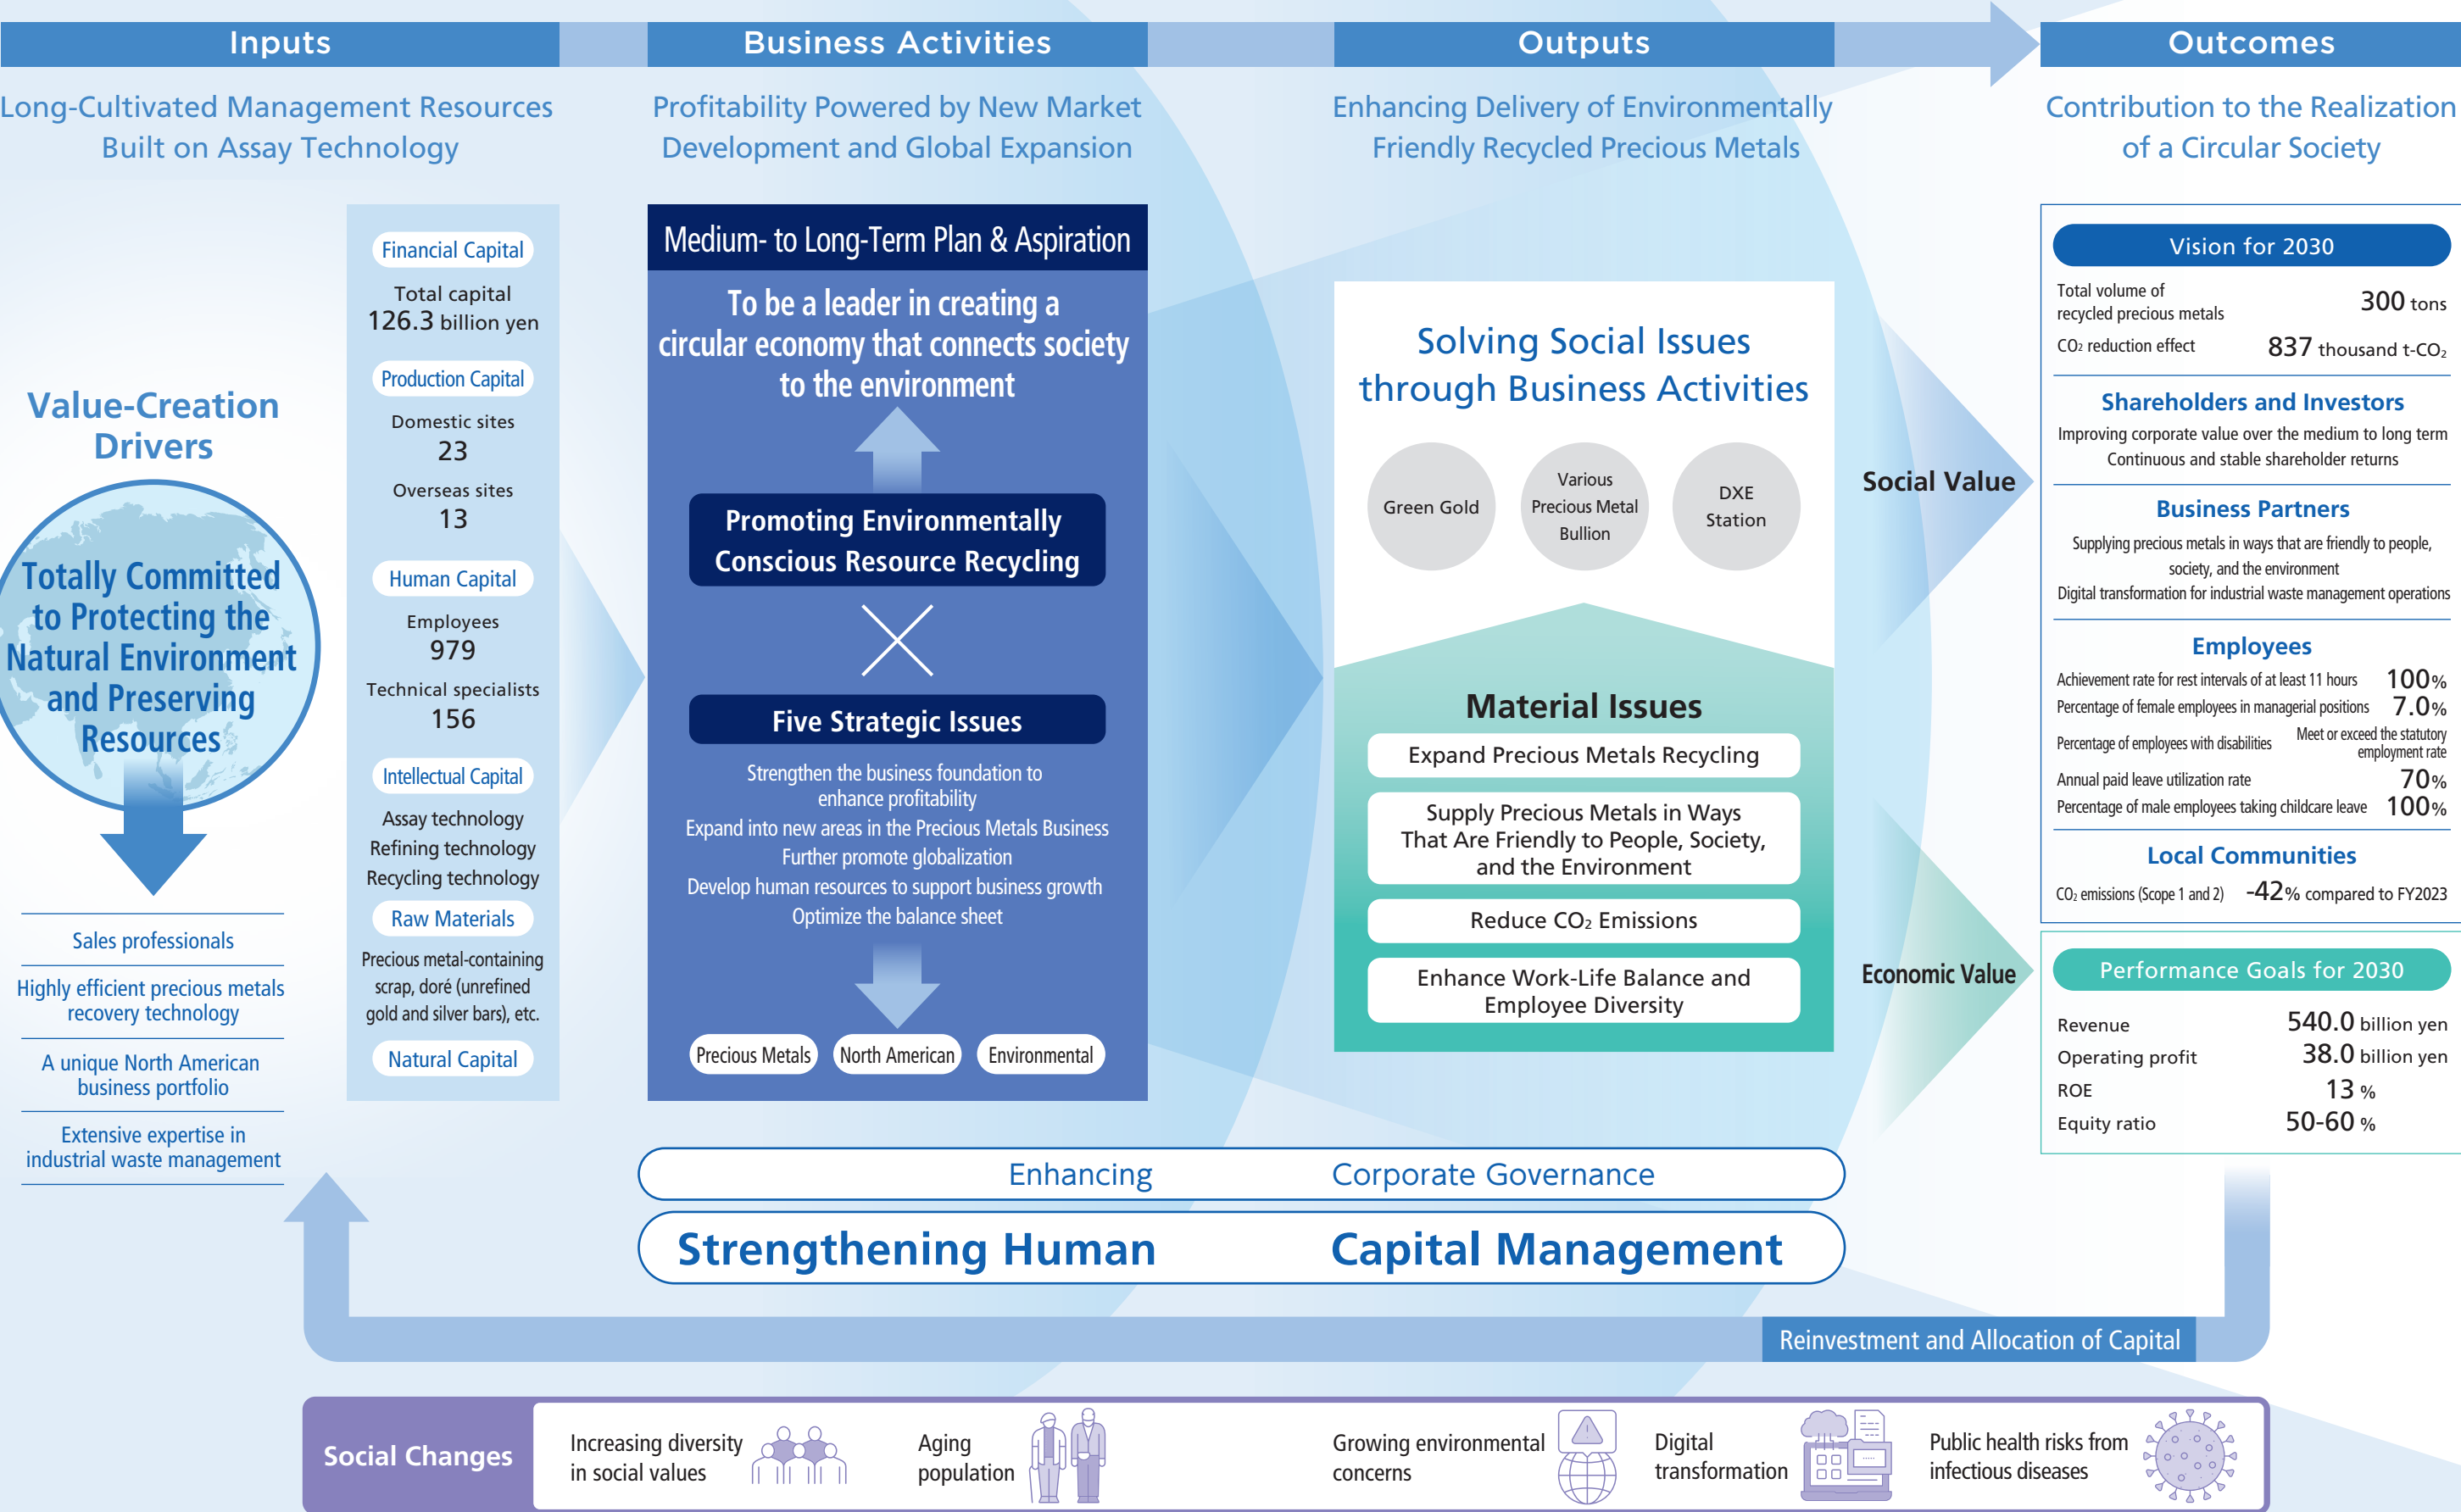 Inputs
Long-Cultivated Management Resources
Built on Assay Technology
Value-Creation
Drivers
Totally Committed
to Protecting the
Natural Environment
and Preserving
Resources
Sales professionals
Highly efficient precious metals
recovery technology
A unique North American
business portfolio
Extensive expertise in
industrial waste management
Financial Capital
Total capital
126.3 billion yen
Production Capital
Domestic sites
23
Overseas sites
13
Human Capital
Employees
979
Technical specialists
156
Intellectual Capital
Assay technology
Refining technology
Recycling technology
Raw Materials
Precious metal-containing
scrap, doré (unrefined
gold and silver bars), etc.
Natural Capital
Business Activities
Profitability Powered by New Market
Development and Global Expansion
Medium- to Long-Term Plan & Aspiration
To be a leader in creating a
circular economy that connects society
to the environment
Promoting Environmentally
Conscious Resource Recycling
Five Strategic Issues
Strengthen the business foundation to
enhance profitability
Expand into new areas in the Precious Metals Business
Further promote globalization
Develop human resources to support business growth
Optimize the balance sheet
Precious Metals
North American
Environmental
Outputs
Enhancing Delivery of Environmentally
Friendly Recycled Precious Metals
Solving Social Issues
through Business Activities
Green Gold
Various
Precious Metal
Bullion
DXE
Station
Material Issues
Expand Precious Metals Recycling
Supply Precious Metals in Ways
That Are Friendly to People, Society,
and the Environment
Reduce CO₂ Emissions
Enhance Work-Life Balance and
Employee Diversity
Social Value
Economic Value
Outcomes
Contribution to the Realization
of a Circular Society
Vision for 2030
Total volume of
recycled precious metals 300 tons
CO₂ reduction effect 837 thousand t-CO₂
Shareholders and Investors
Improving corporate value over the medium to long term
Continuous and stable shareholder returns
Business Partners
Supplying precious metals in ways that are friendly to people,
society, and the environment
Digital transformation for industrial waste management operations
Employees
Achievement rate for rest intervals of at least 11 hours 100%
Percentage of female employees in managerial positions 7.0%
Percentage of employees with disabilities Meet or exceed the statutory
employment rate
Annual paid leave utilization rate 70%
Percentage of male employees taking childcare leave 100%
Local Communities
CO₂ emissions (Scope 1 and 2) -42% compared to FY2023
Performance Goals for 2030
Revenue 540.0 billion yen
Operating profit 38.0 billion yen
ROE 13 %
Equity ratio 50-60 %
Enhancing Corporate Governance
Strengthening Human Capital Management
Reinvestment and Allocation of Capital
Social Changes
Increasing diversity
in social values
Aging
population
Growing environmental
concerns
Digital
transformation
Public health risks from
infectious diseases